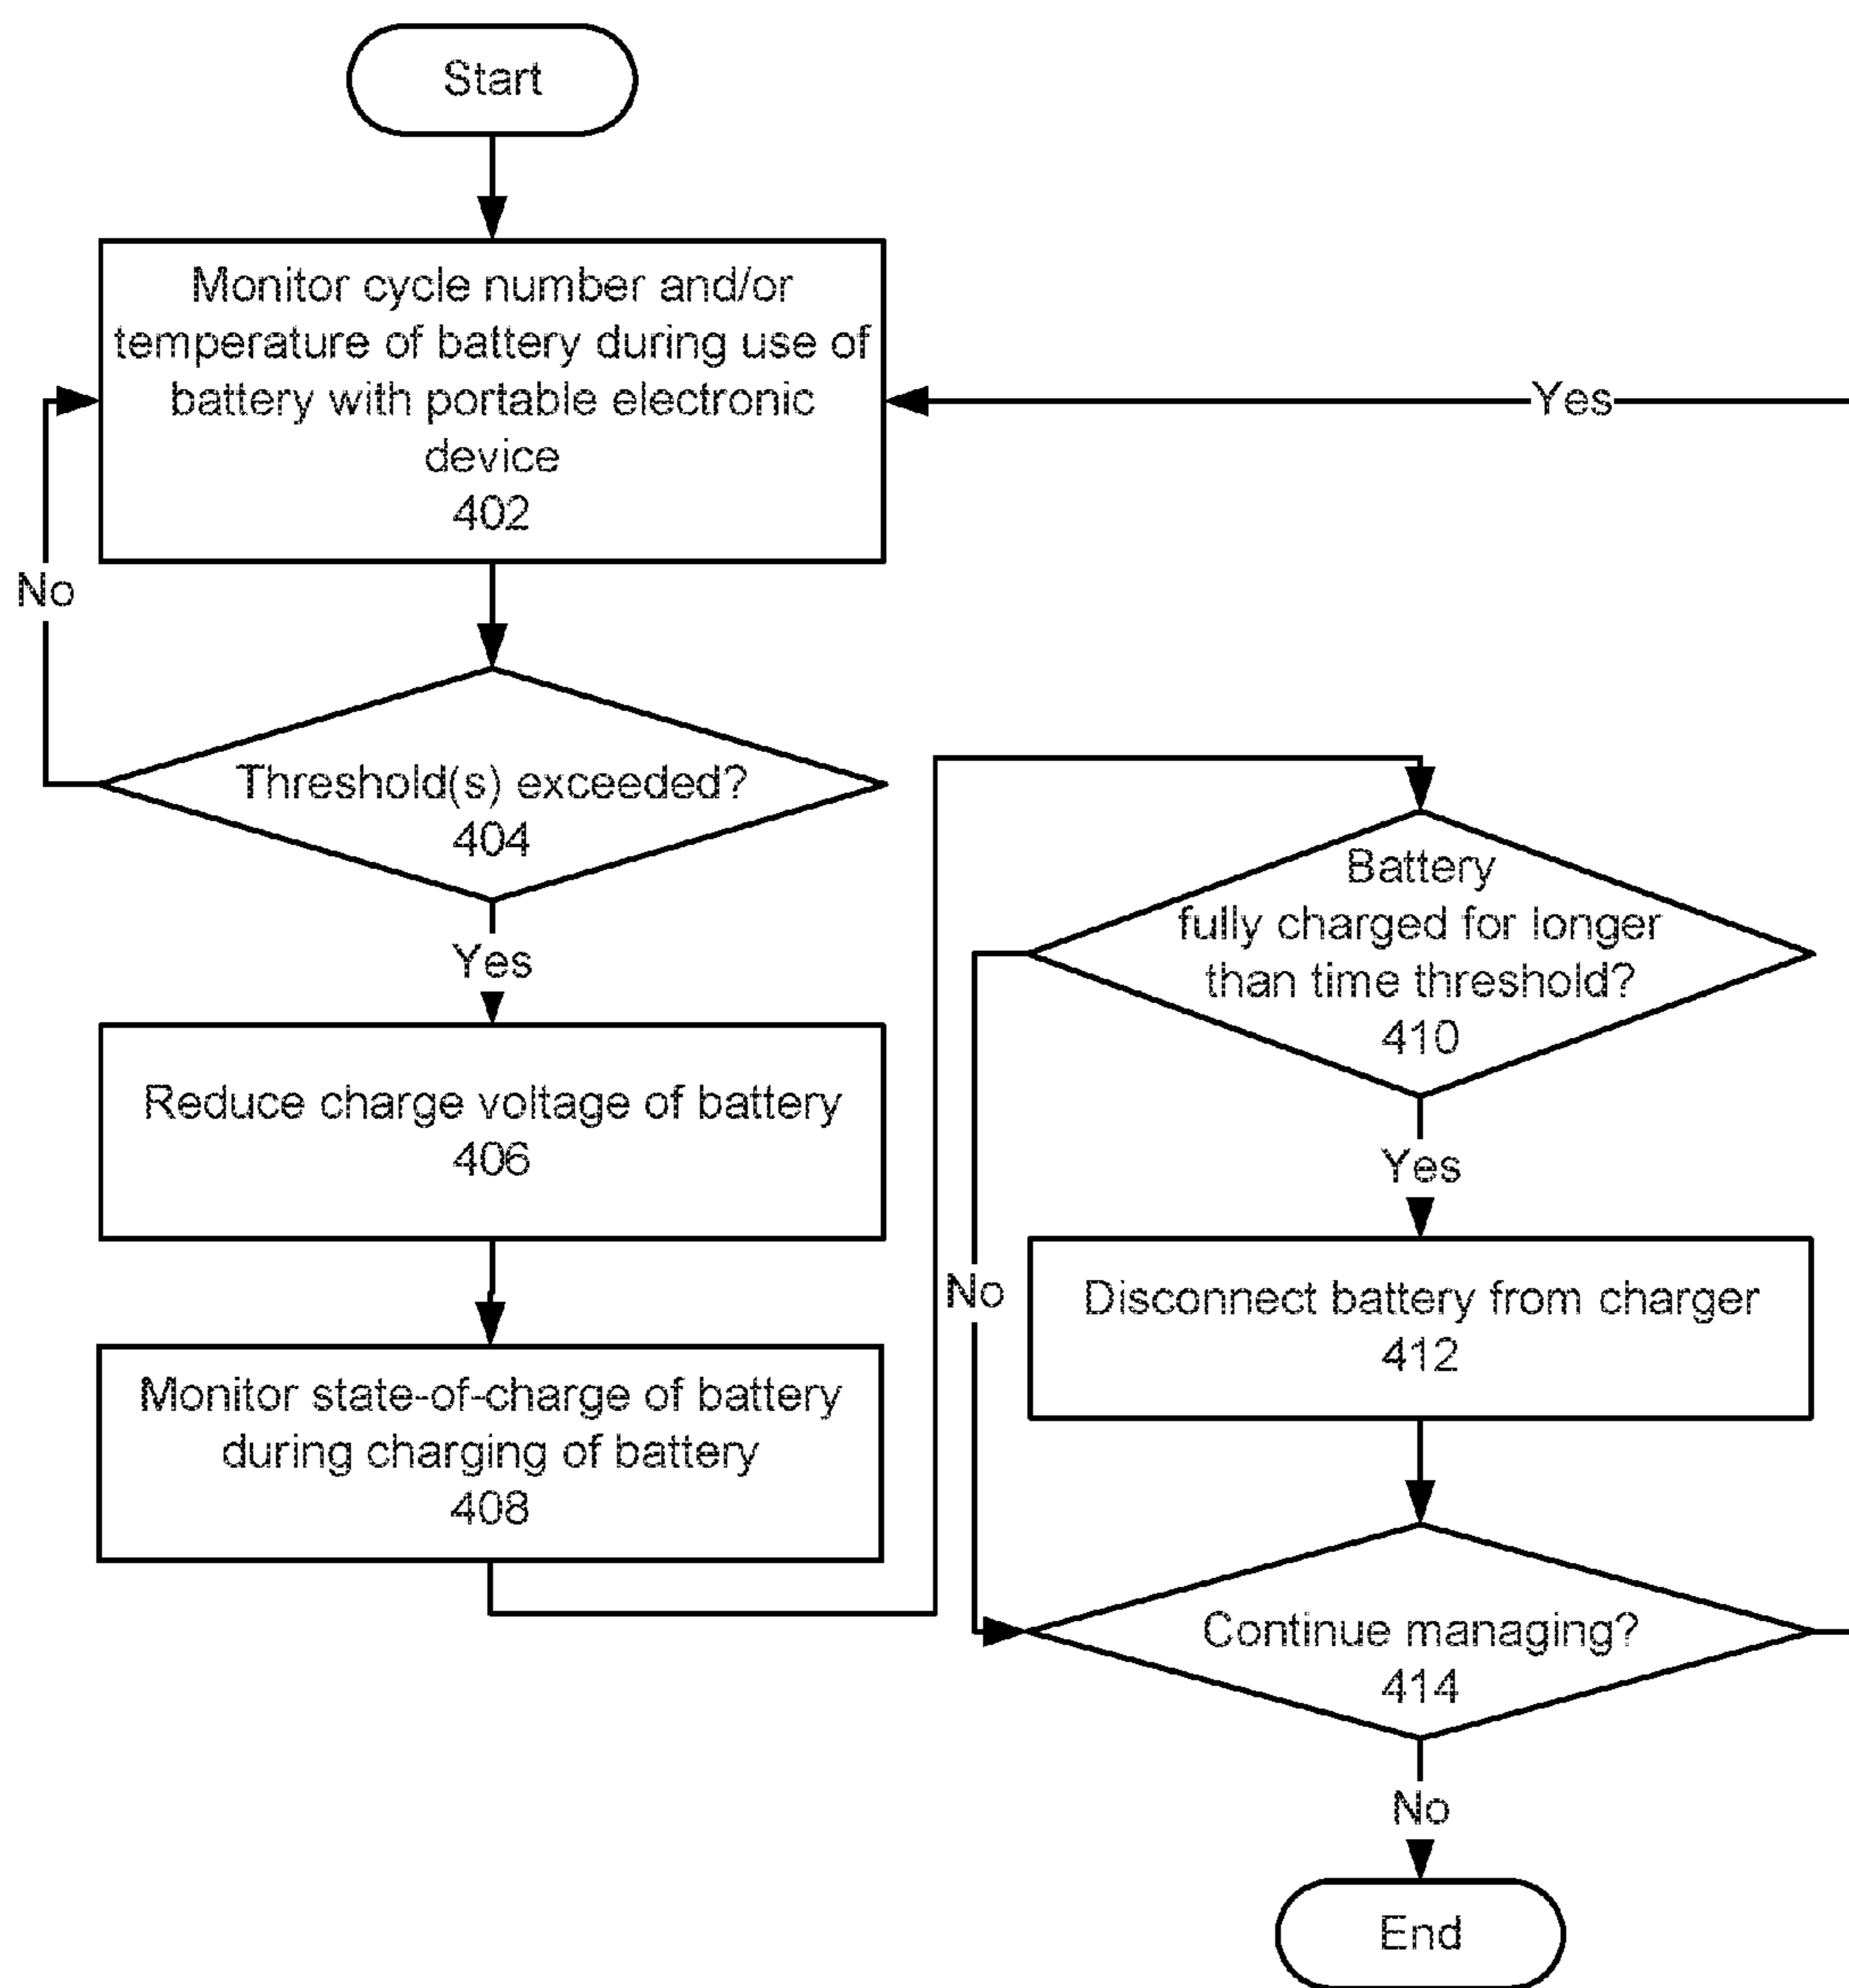 Start
Monitor cycle number and/or
temperature of battery during use of
battery with portable electronic
device
402
Yes
No
Threshold(s) exceeded?
404
Yes
Reduce charge voltage of battery
406
Monitor state-of-charge of battery
during charging of battery
408
Battery
fully charged for longer
than time threshold?
410
Yes
No
Disconnect battery from charger
412
Continue managing?
414
No
End